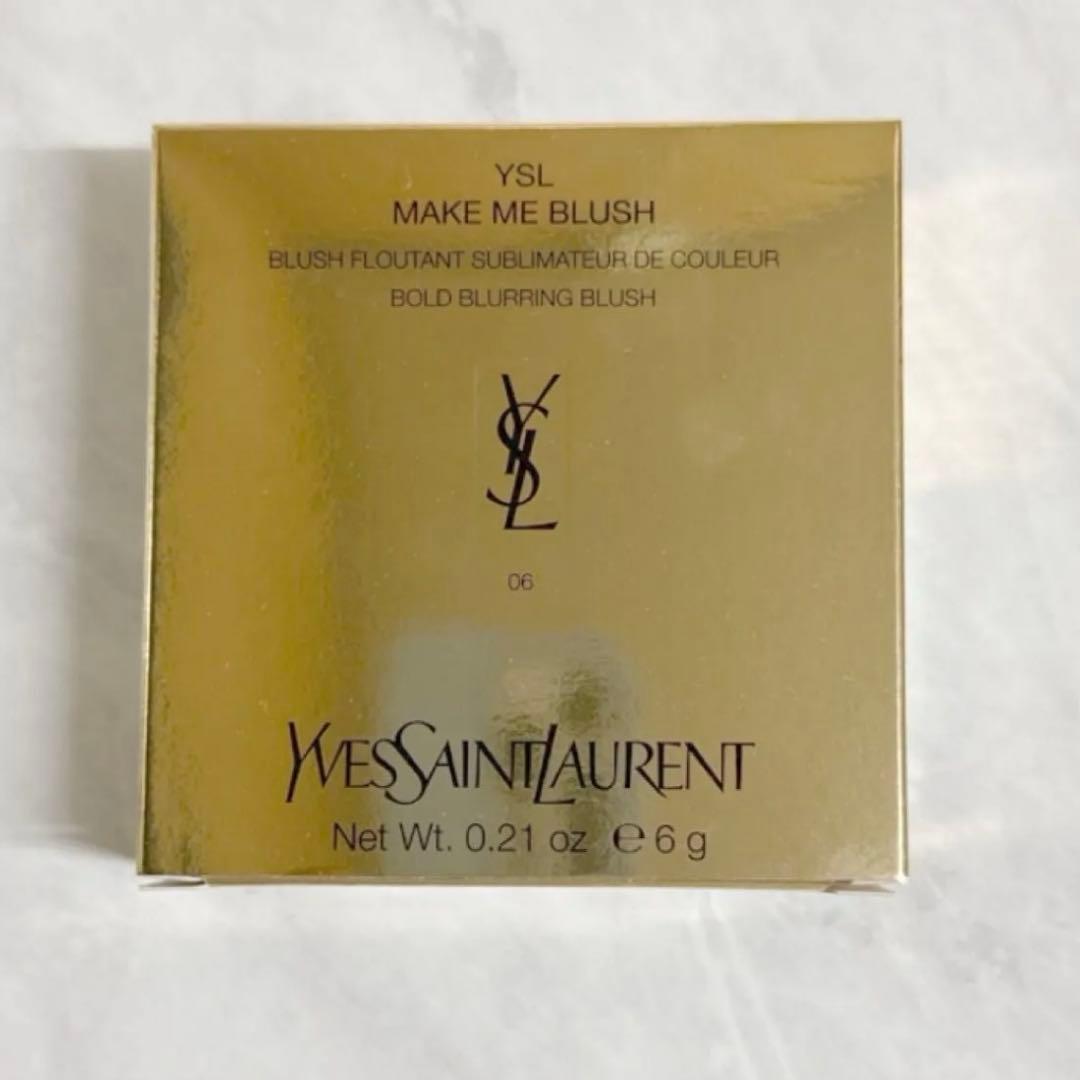 YSL
MAKE ME BLUSH
BLUSH FLOUTANT SUBLIMATEUR DE COULEUR
BOLD BLURRING BLUSH
YSL
06
YVESSAINTLAURENT
Net Wt. 0.21 oz ℮ 6 g